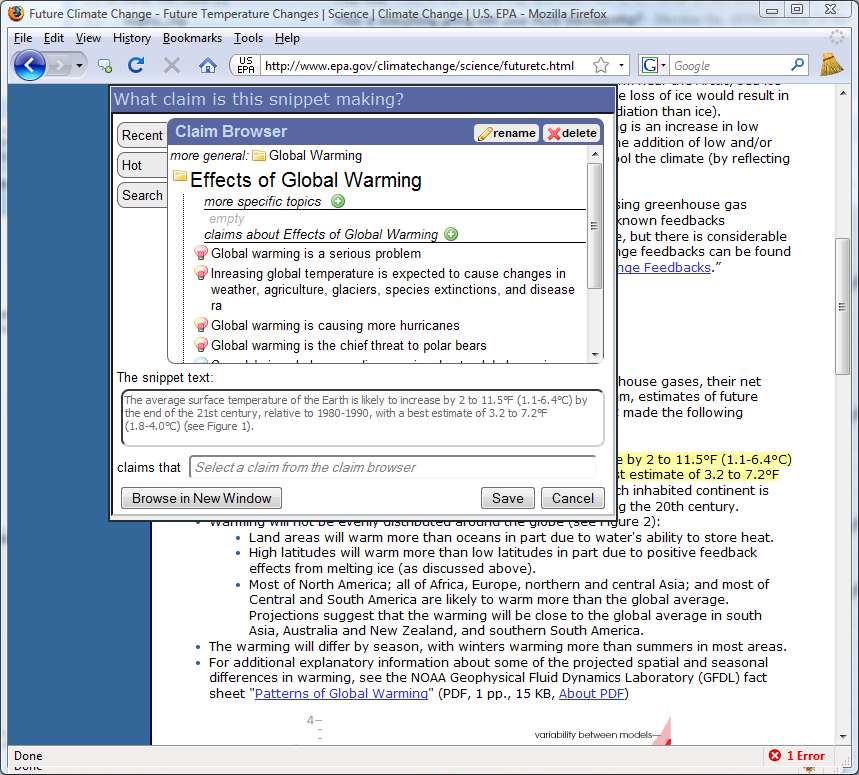 Future Climate Change - Future Temperature Changes | Science | Climate Change | U.S. EPA - Mozilla Firefox
File Edit View History Bookmarks Tools Help
US EPA http://www.epa.gov/climatechange/science/futuretc.html G Google
What claim is this snippet making?
Recent
Hot
Search
Claim Browser rename delete
more general: Global Warming
Effects of Global Warming
more specific topics
empty
claims about Effects of Global Warming
Global warming is a serious problem
Inreasing global temperature is expected to cause changes in
weather, agriculture, glaciers, species extinctions, and disease
ra
Global warming is causing more hurricanes
Global warming is the chief threat to polar bears
The snippet text:
The average surface temperature of the Earth is likely to increase by 2 to 11.5ºF (1.1-6.4ºC) by
the end of the 21st century, relative to 1980-1990, with a best estimate of 3.2 to 7.2ºF
(1.8-4.0ºC) (see Figure 1).
claims that Select a claim from the claim browser
Browse in New Window Save Cancel
e loss of ice would result in
diation than ice).
ng is an increase in low
he addition of low and/or
ol the climate (by reflecting
sing greenhouse gas
known feedbacks
e, but there is considerable
nge feedbacks can be found
nge Feedbacks.”
house gases, their net
em, estimates of future
made the following
e by 2 to 11.5ºF (1.1-6.4ºC)
st estimate of 3.2 to 7.2ºF
ch inhabited continent is
ng the 20th century.
• Warming will not be evenly distributed around the globe (see Figure 2):
• Land areas will warm more than oceans in part due to water's ability to store heat.
• High latitudes will warm more than low latitudes in part due to positive feedback
effects from melting ice (as discussed above).
• Most of North America; all of Africa, Europe, northern and central Asia; and most of
Central and South America are likely to warm more than the global average.
Projections suggest that the warming will be close to the global average in south
Asia, Australia and New Zealand, and southern South America.
• The warming will differ by season, with winters warming more than summers in most areas.
• For additional explanatory information about some of the projected spatial and seasonal
differences in warming, see the NOAA Geophysical Fluid Dynamics Laboratory (GFDL) fact
sheet "Patterns of Global Warming" (PDF, 1 pp., 15 KB, About PDF)
4
variability between models
Done 1 Error
Done